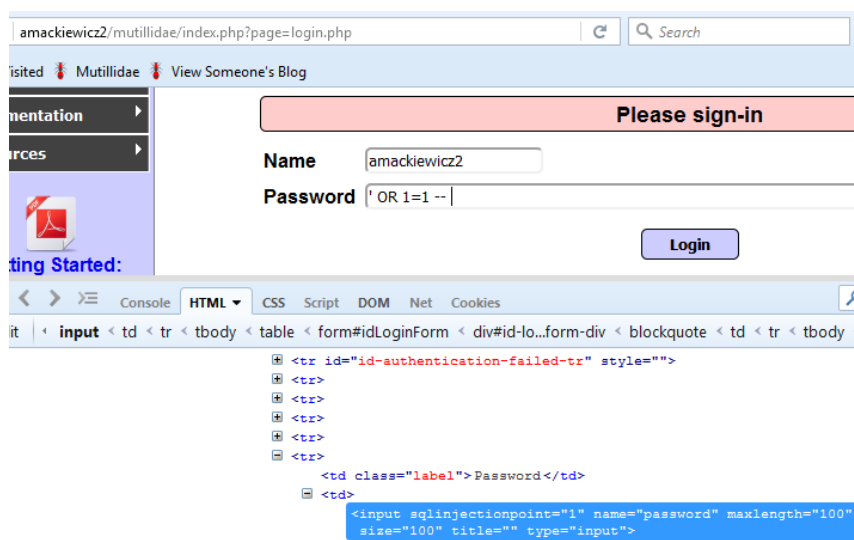 amackiewicz2/mutillidae/index.php?page=login.php Search
isited Mutillidae View Someone's Blog
mentation
Please sign-in
Name amackiewicz2
Password ' OR 1=1 --
Login
PDF
tting Started:
Console HTML CSS Script DOM Net Cookies
it input < td < tr < tbody < table < form#idLoginForm < div#id-lo...form-div < blockquote < td < tr < tbody
<tr id="id-authentication-failed-tr" style="">
<tr>
<tr>
<tr>
<tr>
<tr>
<td class="label">Password</td>
<td>
<input sqlinjectionpoint="1" name="password" maxlength="100"
size="100" title="" type="input">